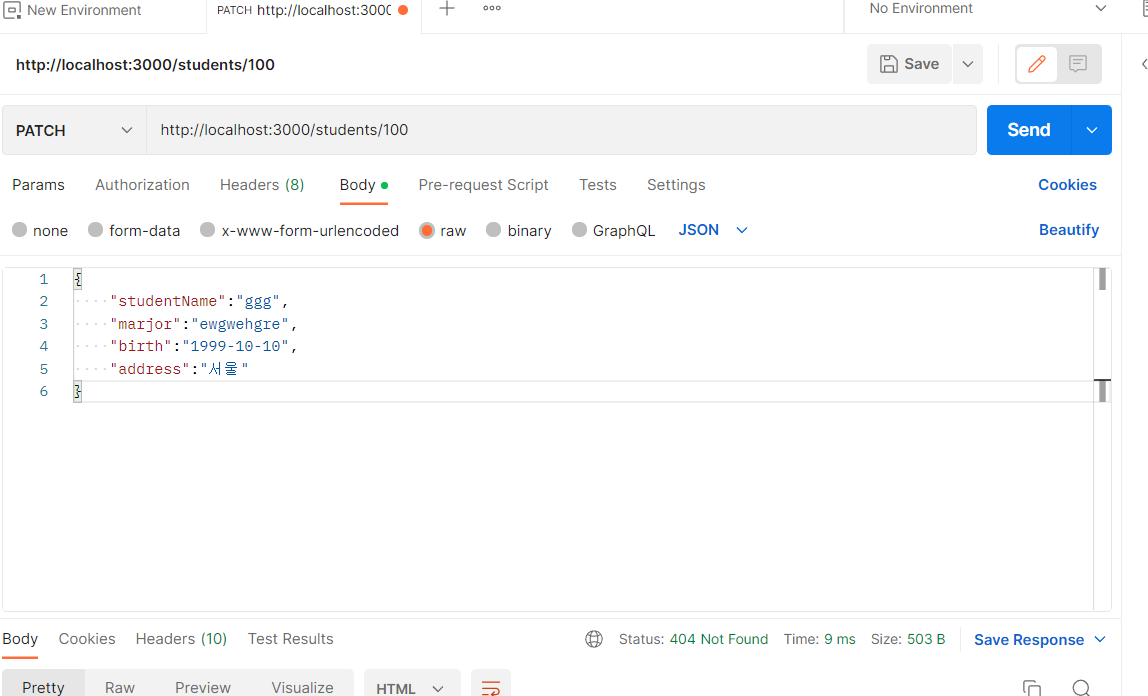 New Environment
PATCH http://localhost:3000
No Environment
http://localhost:3000/students/100
Save
PATCH
http://localhost:3000/students/100
Send
Params Authorization Headers (8) Body Pre-request Script Tests Settings Cookies
none form-data x-www-form-urlencoded raw binary GraphQL JSON Beautify
1 {
2 "studentName":"ggg",
3 "marjor":"ewgwehgre",
4 "birth":"1999-10-10",
5 "address":"서울"
6 }
Body Cookies Headers (10) Test Results Status: 404 Not Found Time: 9 ms Size: 503 B Save Response
Pretty Raw Preview Visualize HTML